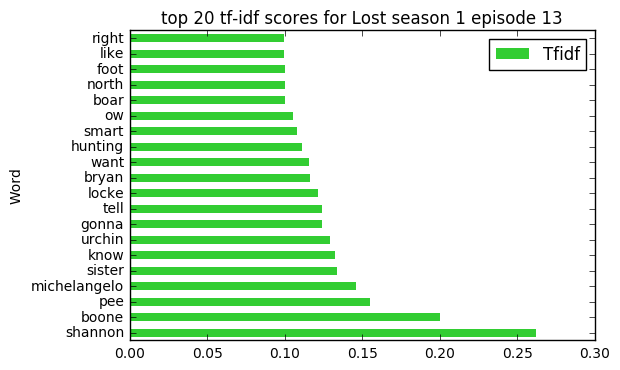 top 20 tf-idf scores for Lost season 1 episode 13
Tfidf
Word
right
like
foot
north
boar
ow
smart
hunting
want
bryan
locke
tell
gonna
urchin
know
sister
michelangelo
pee
boone
shannon
0.00 0.05 0.10 0.15 0.20 0.25 0.30